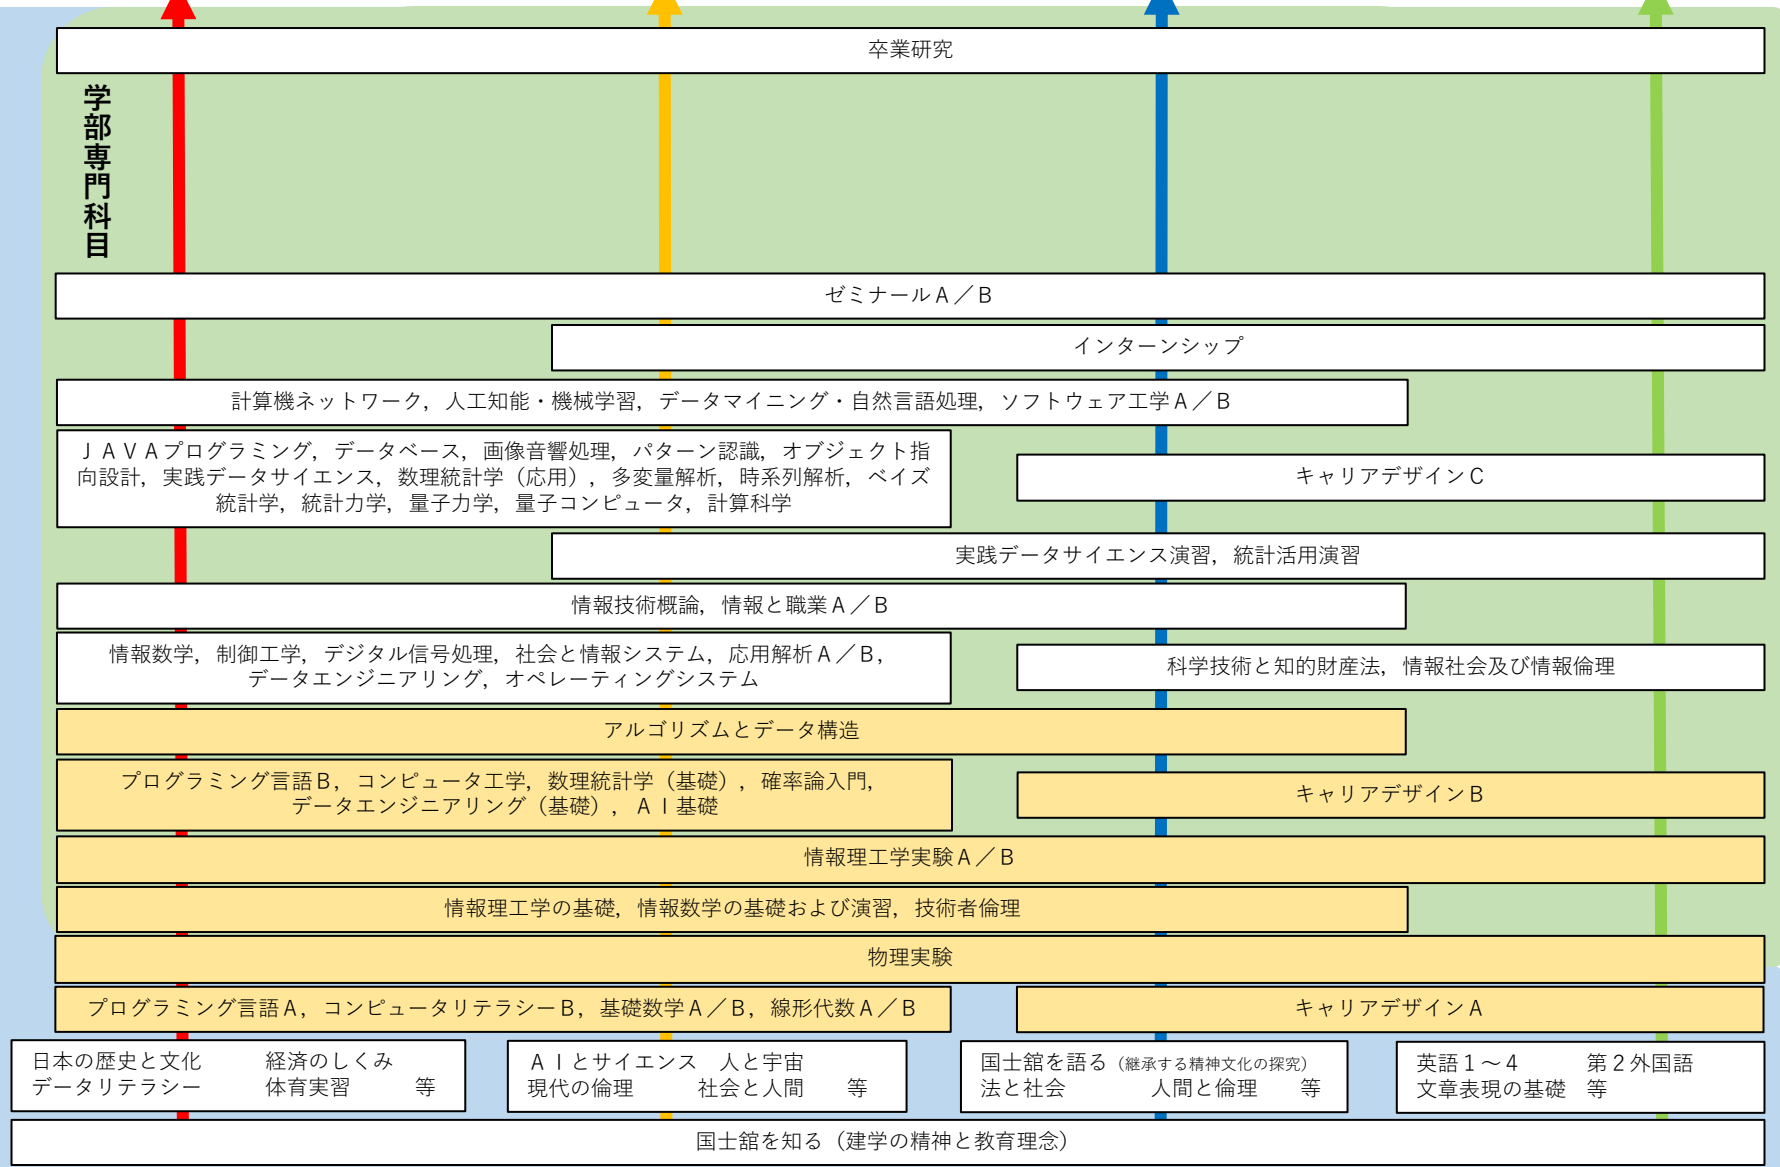 卒業研究
学部専門科目
ゼミナールA／B
インターンシップ
計算機ネットワーク，人工知能・機械学習，データマイニング・自然言語処理，ソフトウェア工学A／B
JAVAプログラミング，データベース，画像音響処理，パターン認識，オブジェクト指
向設計，実践データサイエンス，数理統計学（応用），多変量解析，時系列解析，ベイズ
統計学，統計力学，量子力学，量子コンピュータ，計算科学
キャリアデザインC
実践データサイエンス演習，統計活用演習
情報技術概論，情報と職業A／B
情報数学，制御工学，デジタル信号処理，社会と情報システム，応用解析A／B，
データエンジニアリング，オペレーティングシステム
科学技術と知的財産法，情報社会及び情報倫理
アルゴリズムとデータ構造
プログラミング言語B，コンピュータ工学，数理統計学（基礎），確率論入門，
データエンジニアリング（基礎），AI基礎
キャリアデザインB
情報理工学実験A／B
情報理工学の基礎，情報数学の基礎および演習，技術者倫理
物理実験
プログラミング言語A，コンピュータリテラシーB，基礎数学A／B，線形代数A／B
キャリアデザインA
日本の歴史と文化　経済のしくみ
データリテラシー　体育実習　等
AIとサイエンス　人と宇宙
現代の倫理　社会と人間　等
国士舘を語る（継承する精神文化の探究）
法と社会　人間と倫理　等
英語1～4　第2外国語
文章表現の基礎　等
国士舘を知る（建学の精神と教育理念）